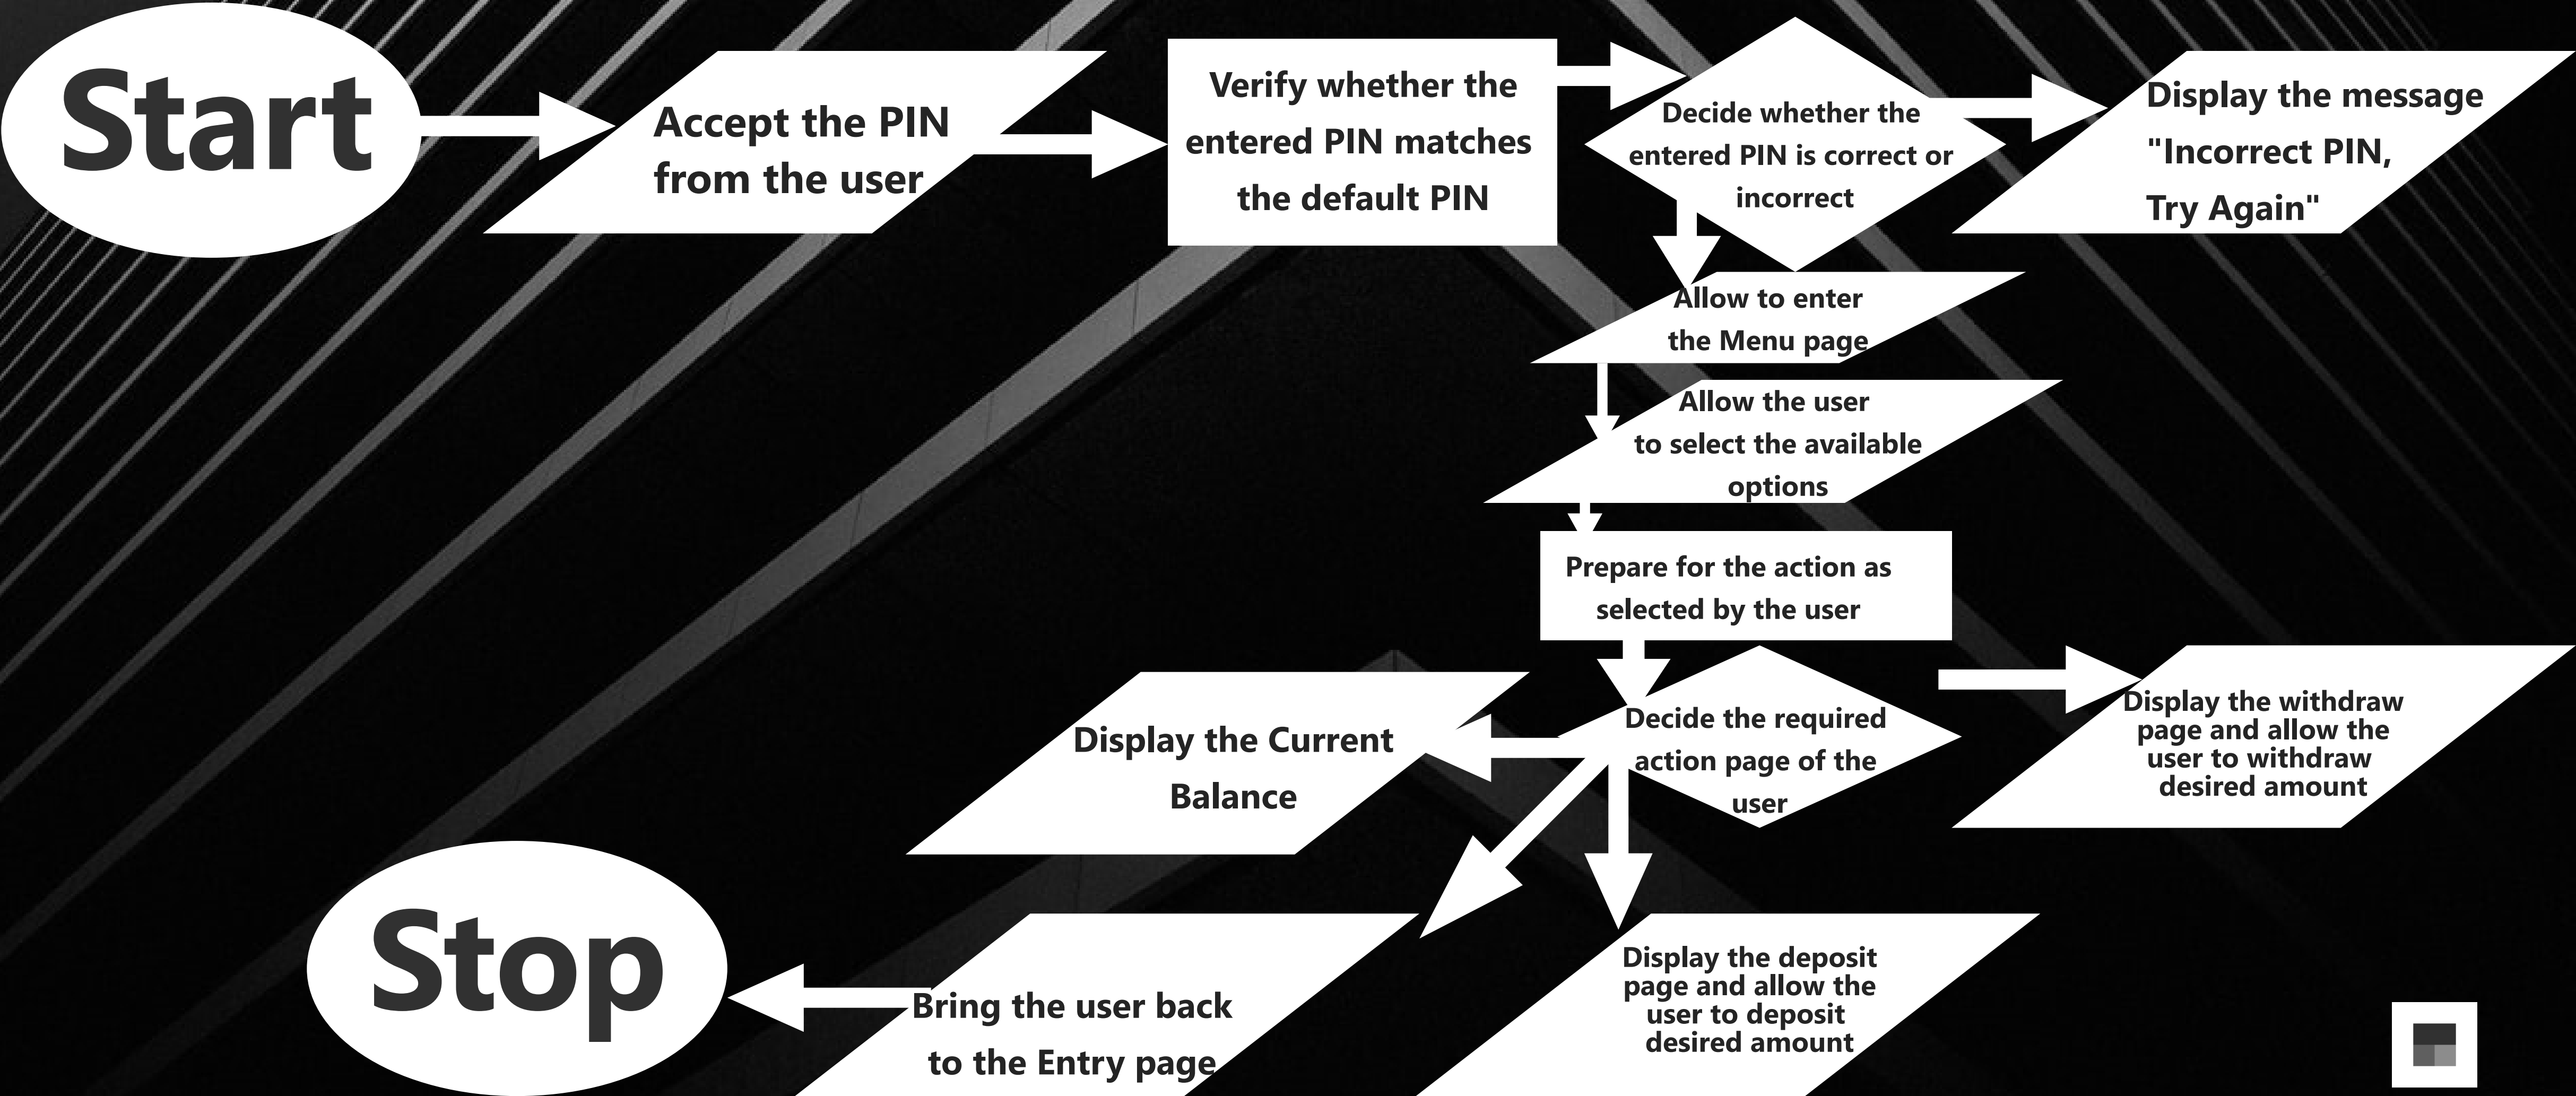 Start
Accept the PIN
from the user
Verify whether the
entered PIN matches
the default PIN
Decide whether the
entered PIN is correct or
incorrect
Display the message
"Incorrect PIN,
Try Again"
Allow to enter
the Menu page
Allow the user
to select the available
options
Prepare for the action as
selected by the user
Decide the required
action page of the
user
Display the withdraw
page and allow the
user to withdraw
desired amount
Display the Current
Balance
Display the deposit
page and allow the
user to deposit
desired amount
Bring the user back
to the Entry page
Stop